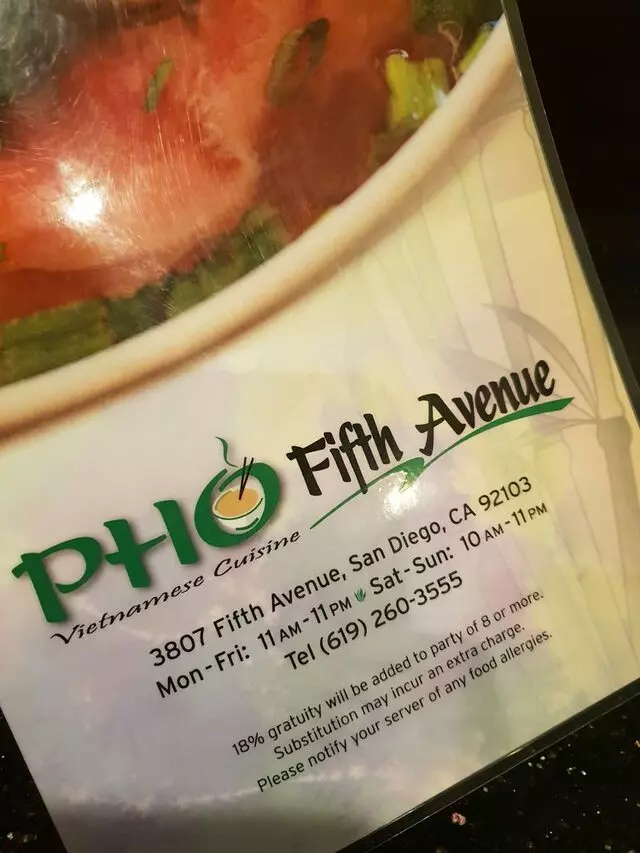 PHO Fifth Avenue
Vietnamese Cuisine
3807 Fifth Avenue, San Diego, CA 92103
Mon-Fri: 11 AM-11 PM Sat-Sun: 10 AM-11 PM
Tel (619) 260-3555
18% gratuity will be added to party of 8 or more.
Substitution may incur an extra charge.
Please notify your server of any food allergies.